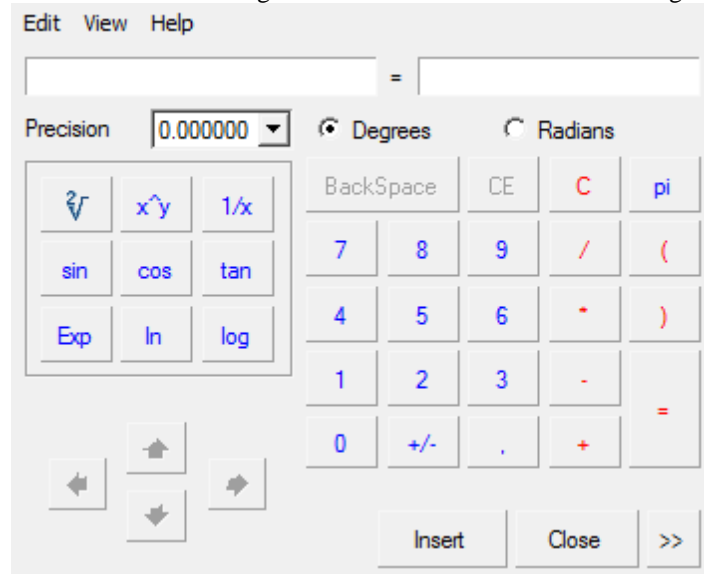 Edit View Help
=
Precision 0.000000 Degrees Radians
BackSpace CE C pi
²√ x^y 1/x
7 8 9 / (
sin cos tan
4 5 6 * )
Exp ln log
1 2 3 -
=
0 +/- , +
Insert Close >>